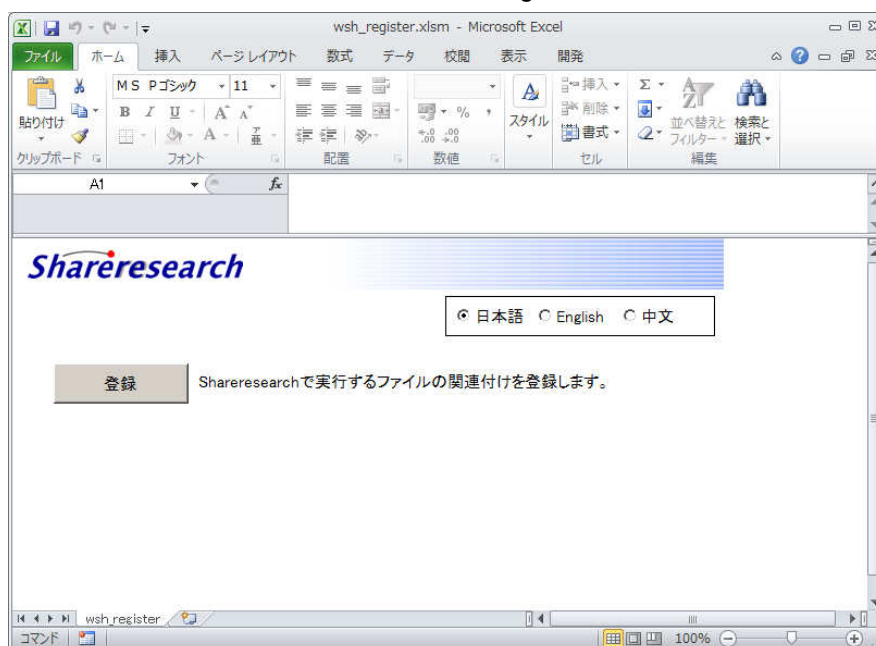 wsh_register.xlsm - Microsoft Excel
ファイル ホーム 挿入 ページ レイアウト 数式 データ 校閲 表示 開発
ＭＳ Ｐゴシック 11
貼り付け
B I U A A
A 亜
% ,
スタイル
挿入
削除
書式
Σ
並べ替えと
フィルター
検索と
選択
クリップボード フォント 配置 数値 セル 編集
A1 fx
Shareresearch
日本語 English 中文
登録 Shareresearchで実行するファイルの関連付けを登録します。
wsh_register
コマンド 100%